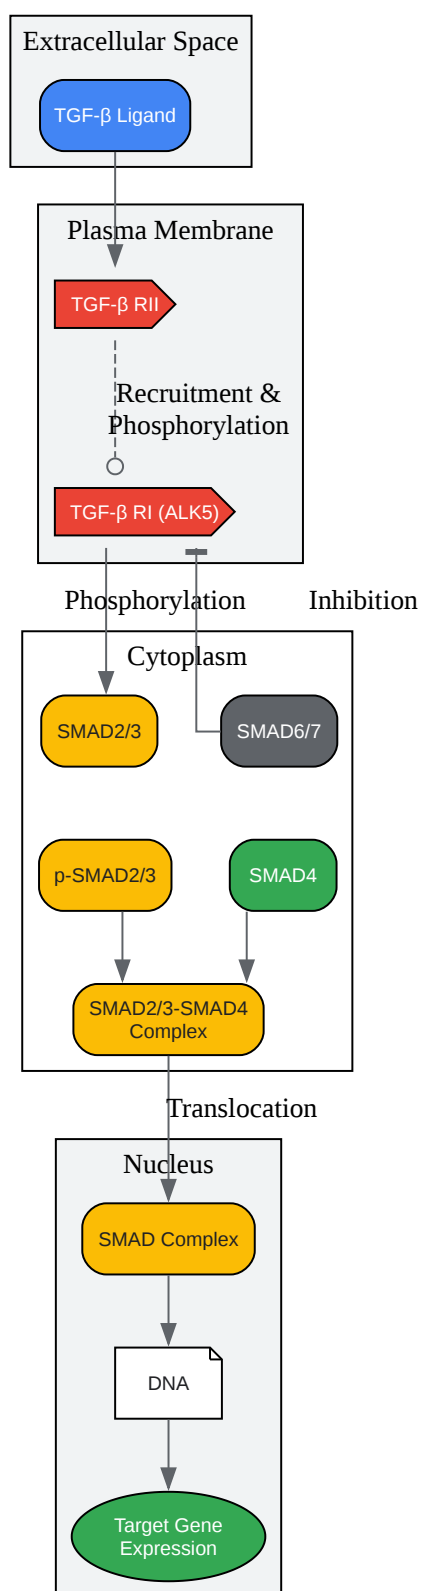 Extracellular Space
TGF-β Ligand
Plasma Membrane
TGF-β RII
Recruitment &
Phosphorylation
TGF-β RI (ALK5)
Phosphorylation
Inhibition
Cytoplasm
SMAD2/3
SMAD6/7
p-SMAD2/3
SMAD4
SMAD2/3-SMAD4
Complex
Translocation
Nucleus
SMAD Complex
DNA
Target Gene
Expression